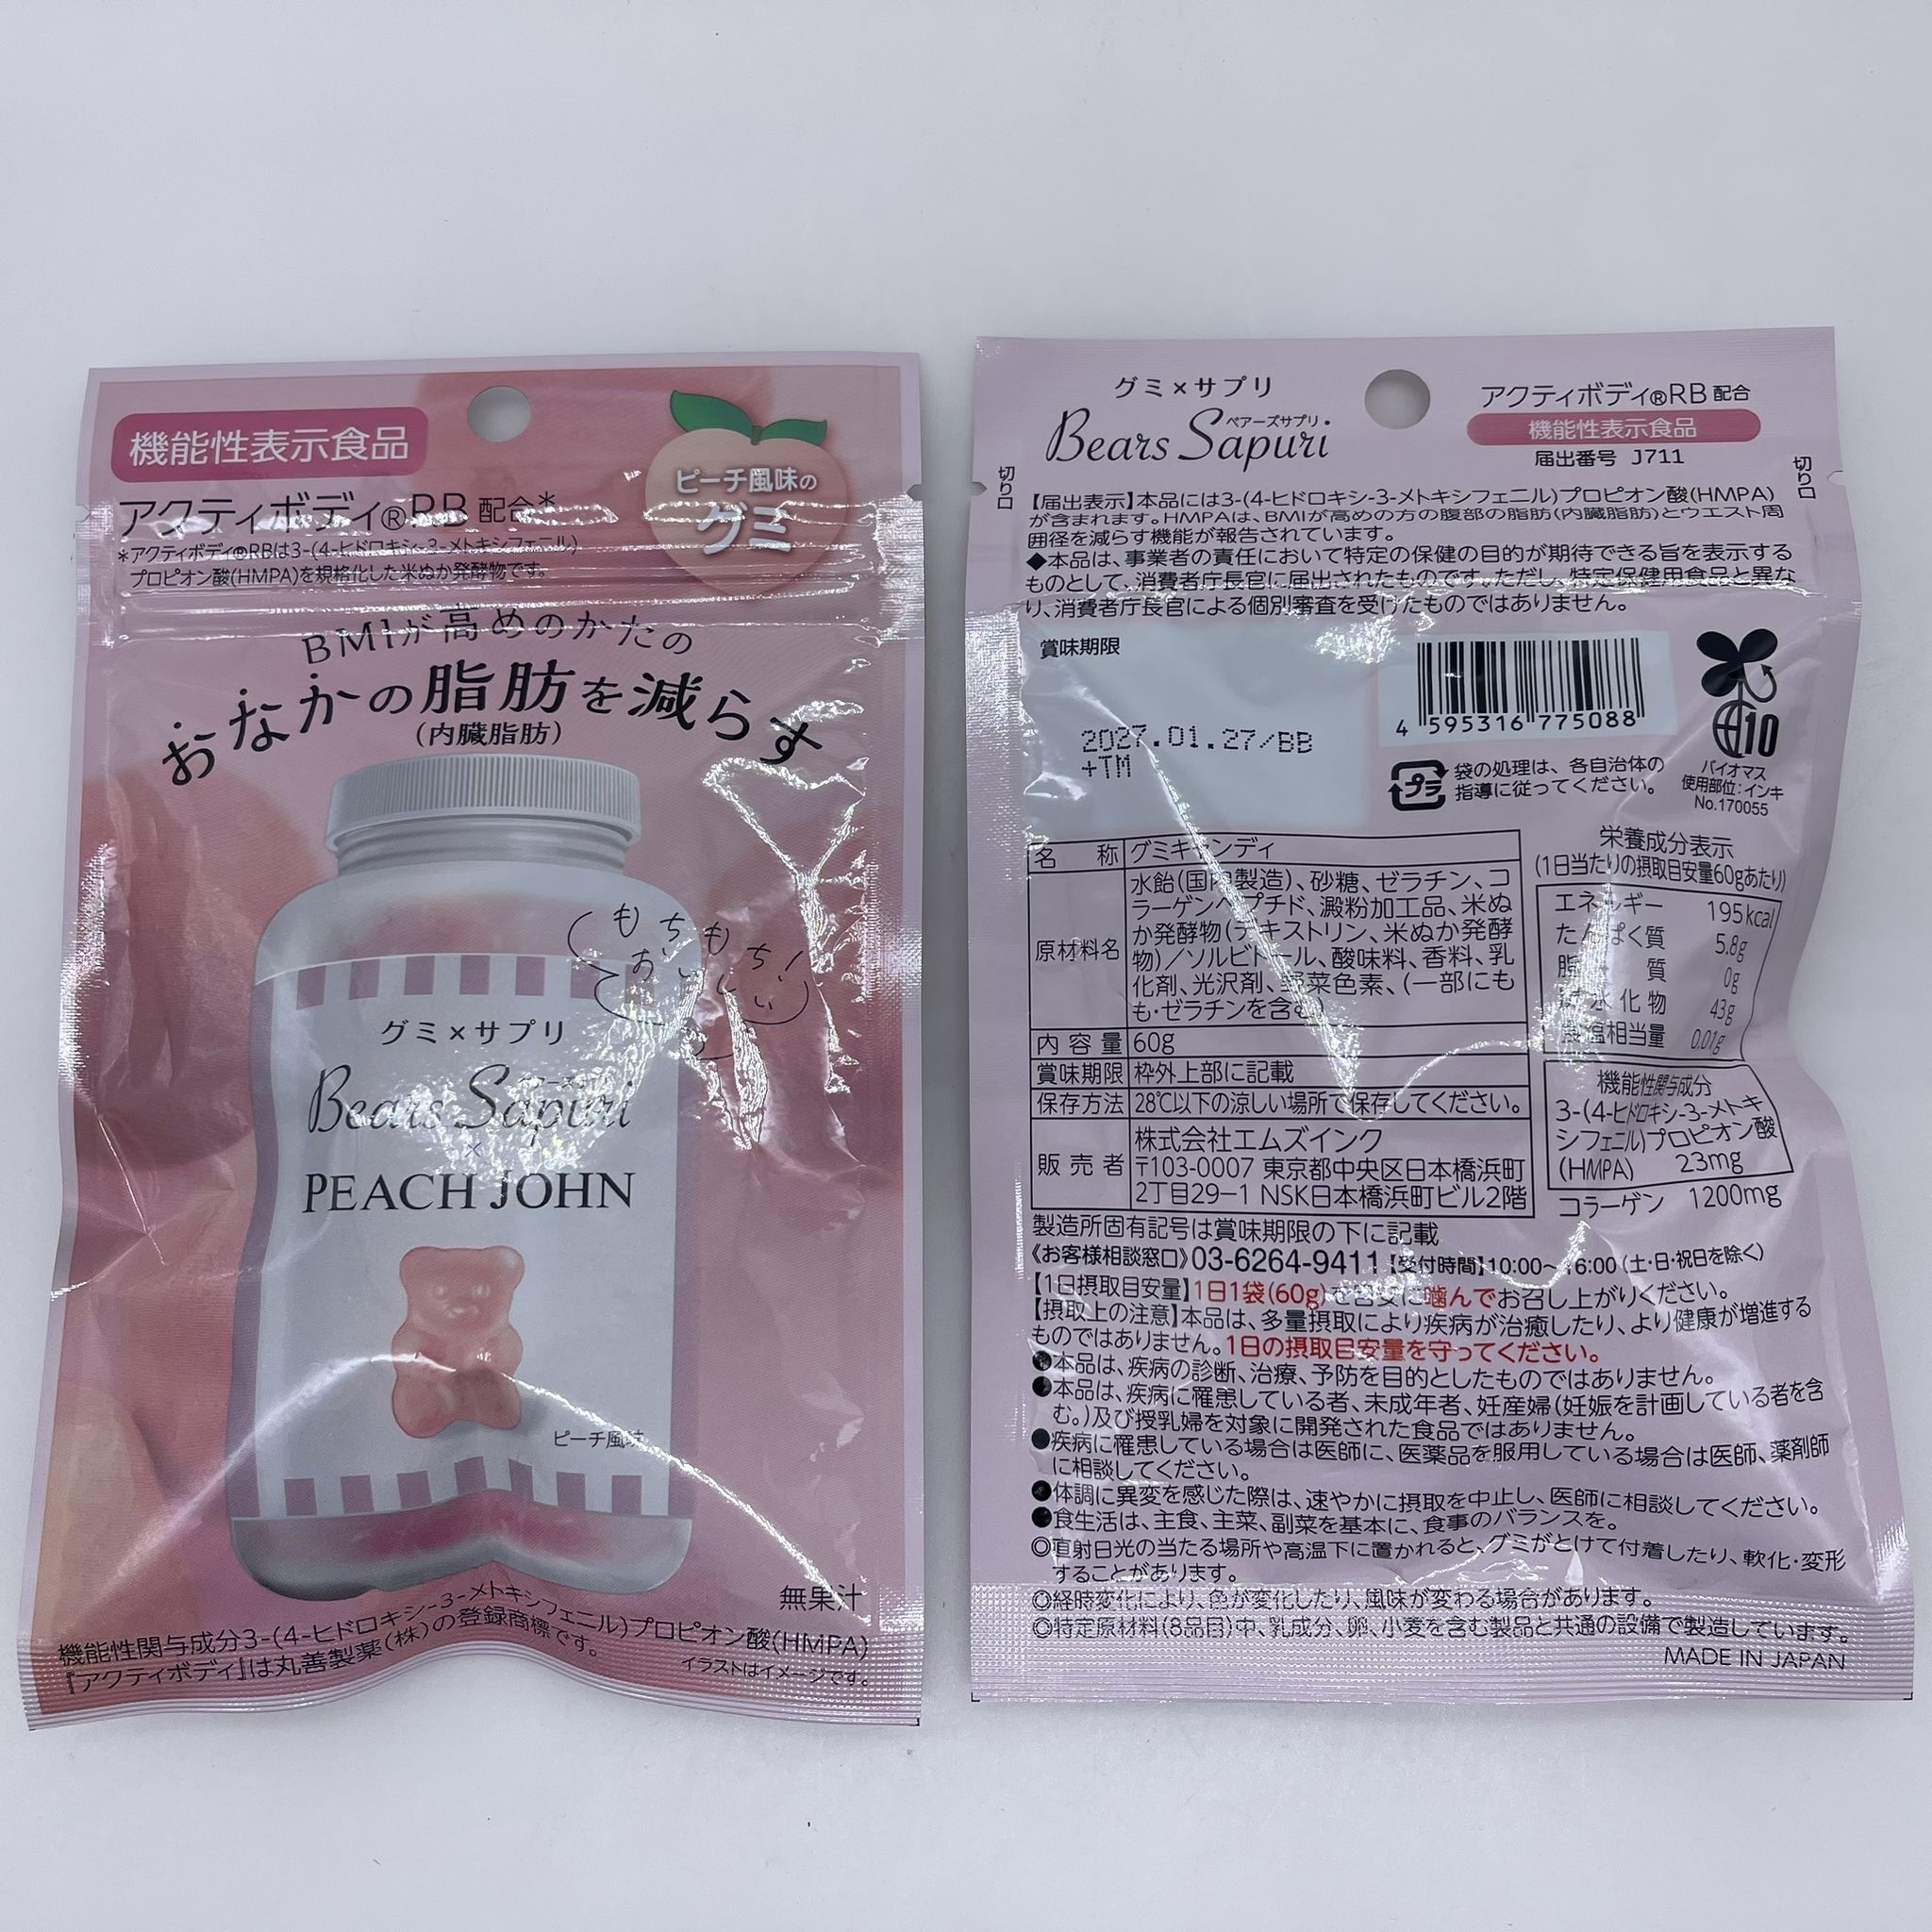 機能性表示食品
アクティボディ®RB 配合*
*アクティボディ®RBは3-(4-ヒドロキシ-3-メトキシフェニル)
プロピオン酸(HMPA)を規格化した米ぬか発酵物です。
ピーチ風味の
グミ
BMIが高めのかたの
おなかの脂肪を減らす
(内臓脂肪)
もちもち!
おいしい
グミ×サプリ
ベアーズサプリ
Bears Sapuri
×
PEACH JOHN
ピーチ風味
無果汁
機能性関与成分3-(4-ヒドロキシ-3-メトキシフェニル)プロピオン酸(HMPA)
『アクティボディ』は丸善製薬(株)の登録商標です。
イラストはイメージです。
グミ×サプリ
ベアーズサプリ
Bears Sapuri
アクティボディ®RB 配合
機能性表示食品
届出番号 J711
切り口
切り口
【届出表示】本品には3-(4-ヒドロキシ-3-メトキシフェニル)プロピオン酸(HMPA)
が含まれます。HMPAは、BMIが高めの方の腹部の脂肪(内臓脂肪)とウエスト周
囲径を減らす機能が報告されています。
◆本品は、事業者の責任において特定の保健の目的が期待できる旨を表示する
ものとして、消費者庁長官に届出されたものです。ただし、特定保健用食品と異な
り、消費者庁長官による個別審査を受けたものではありません。
賞味期限
2027.01.27/BB
+TM
4 595316 775088
プラ
袋の処理は、各自治体の
指導に従ってください。
10
バイオマス
使用部位:インキ
No.170055
名 称 グミキャンディ
原材料名 水飴(国内製造)、砂糖、ゼラチン、コ
ラーゲンペプチド、澱粉加工品、米ぬ
か発酵物(デキストリン、米ぬか発酵
物)/ソルビトール、酸味料、香料、乳
化剤、光沢剤、野菜色素、(一部にも
も・ゼラチンを含む)
内容量 60g
賞味期限 枠外上部に記載
保存方法 28℃以下の涼しい場所で保存してください。
販売者 株式会社エムズインク
〒103-0007 東京都中央区日本橋浜町
2丁目29-1 NSK日本橋浜町ビル2階
栄養成分表示
(1日当たりの摂取目安量60gあたり)
エネルギー 195kcal
たんぱく質 5.8g
脂質 0g
炭水化物 43g
食塩相当量 0.01g
機能性関与成分
3-(4-ヒドロキシ-3-メトキ
シフェニル)プロピオン酸
(HMPA) 23mg
コラーゲン 1200mg
製造所固有記号は賞味期限の下に記載
《お客様相談窓口》03-6264-9411【受付時間】10:00~16:00(土・日・祝日を除く)
【1日摂取目安量】1日1袋(60g)を目安に噛んでお召し上がりください。
【摂取上の注意】本品は、多量摂取により疾病が治癒したり、より健康が増進する
ものではありません。1日の摂取目安量を守ってください。
●本品は、疾病の診断、治療、予防を目的としたものではありません。
●本品は、疾病に罹患している者、未成年者、妊産婦(妊娠を計画している者を含
む。)及び授乳婦を対象に開発された食品ではありません。
●疾病に罹患している場合は医師に、医薬品を服用している場合は医師、薬剤師
に相談してください。
●体調に異変を感じた際は、速やかに摂取を中止し、医師に相談してください。
●食生活は、主食、主菜、副菜を基本に、食事のバランスを。
◎直射日光の当たる場所や高温下に置かれると、グミがとけて付着したり、軟化・変形
することがあります。
◎経時変化により、色が変化したり、風味が変わる場合があります。
◎特定原材料(8品目)中、乳成分、卵、小麦を含む製品と共通の設備で製造しています。
MADE IN JAPAN